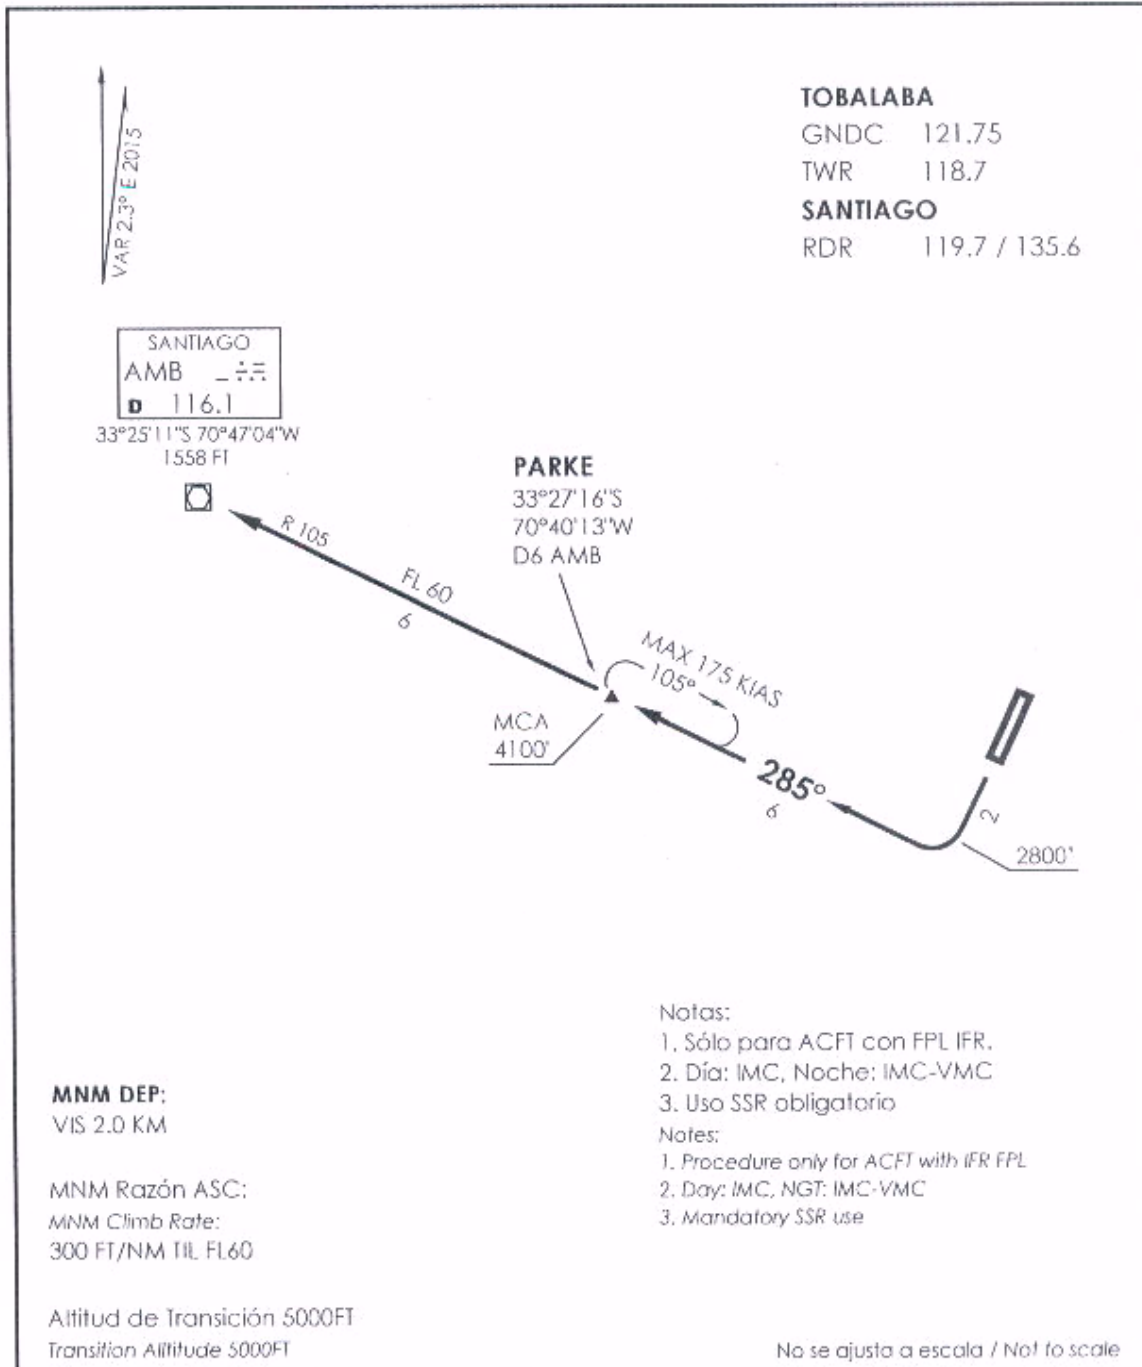 VAR 2.3° E 2015
TOBALABA
GNDC 121.75
TWR 118.7
SANTIAGO
RDR 119.7 / 135.6
SANTIAGO
AMB
D 116.1
33°25'11"S 70°47'04"W
1558 FT
PARKE
33°27'16"S
70°40'13"W
D6 AMB
R 105
FL 60
6
MAX 175 KIAS
105°
MCA
4100'
285°
6
2
2800'
MNM DEP:
VIS 2.0 KM
MNM Razón ASC:
MNM Climb Rate:
300 FT/NM TIL FL60
Altitud de Transición 5000FT
Transition Alltitude 5000FT
Notas:
1. Sólo para ACFT con FPL IFR.
2. Día: IMC, Noche: IMC-VMC
3. Uso SSR obligatorio
Notes:
1. Procedure only for ACFT with IFR FPL
2. Day: IMC, NGT: IMC-VMC
3. Mandatory SSR use
No se ajusta a escala / Not to scale